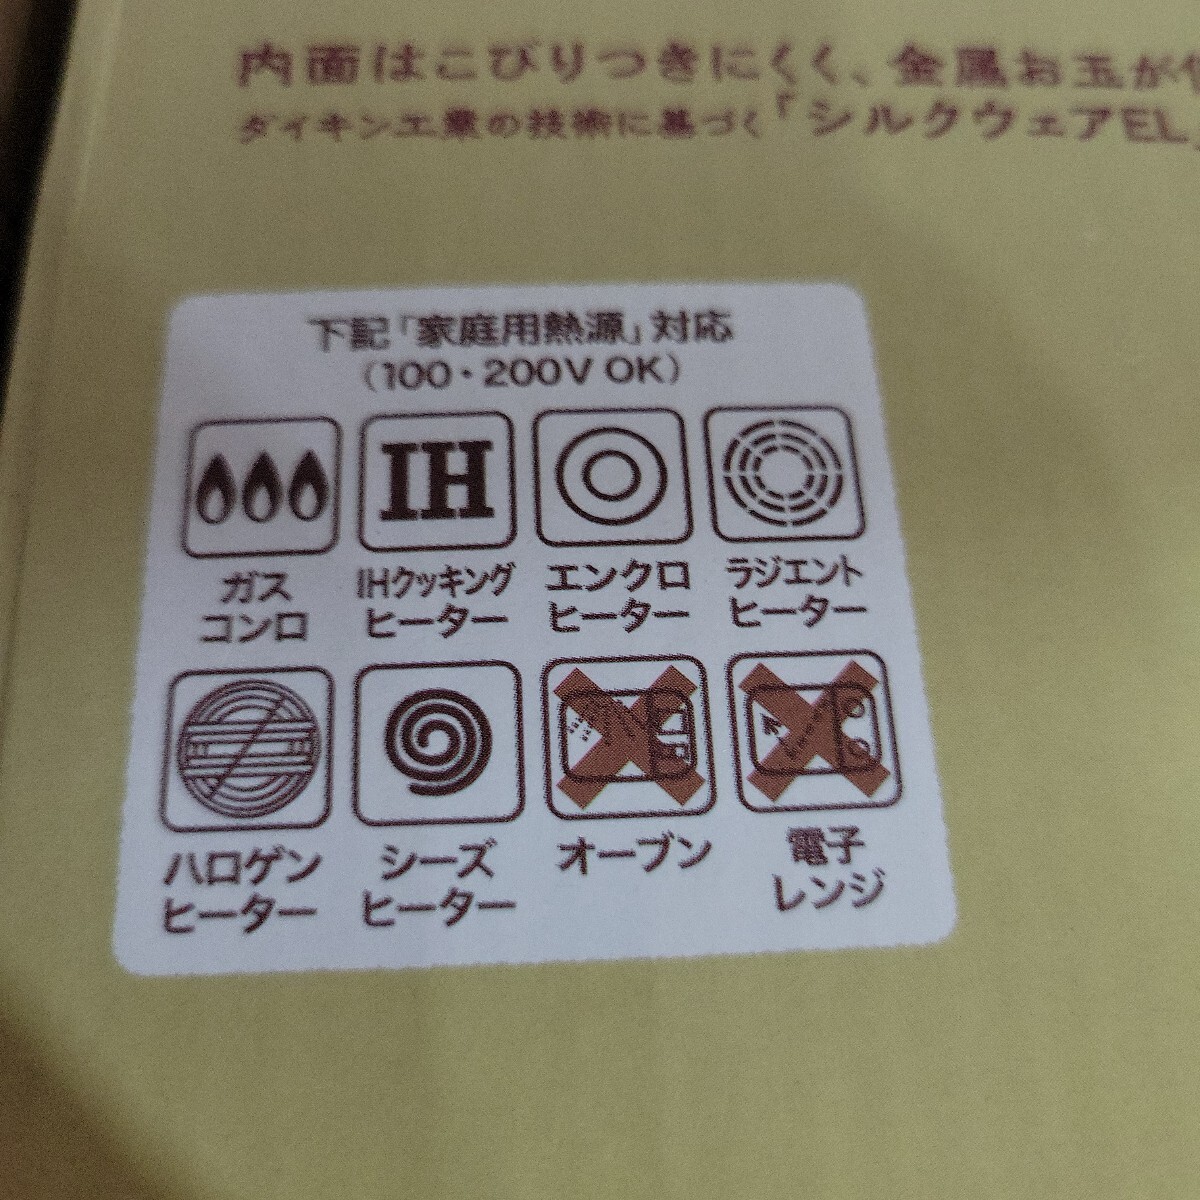 内面はこびりつきにくく、金属お玉が
ダイキン工業の技術に基づく「シルクウェアEL」
下記「家庭用熱源」対応
（100・200V OK）
IH
ガス
コンロ
IHクッキング
ヒーター
エンクロ
ヒーター
ラジエント
ヒーター
ハロゲン
ヒーター
シーズ
ヒーター
オーブン
電子
レンジ